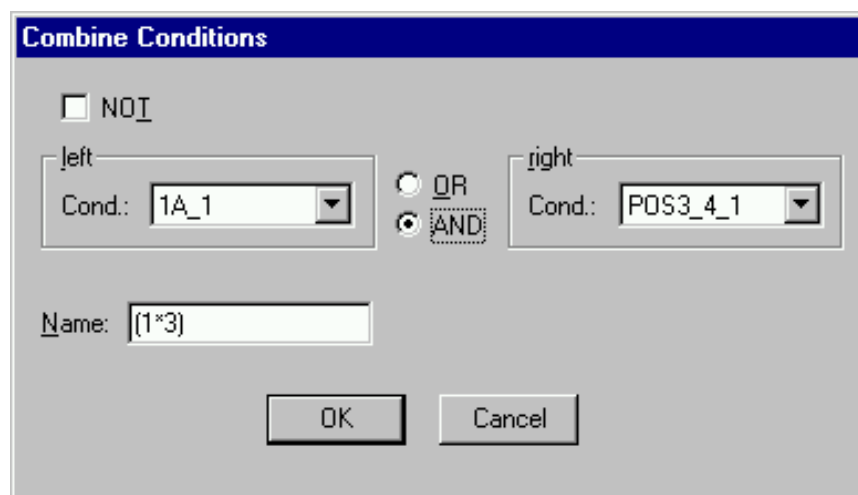 Combine Conditions
NOT
left
right
Cond.: 1A_1
OR
AND
Cond.: POS3_4_1
Name: (1*3)
OK
Cancel